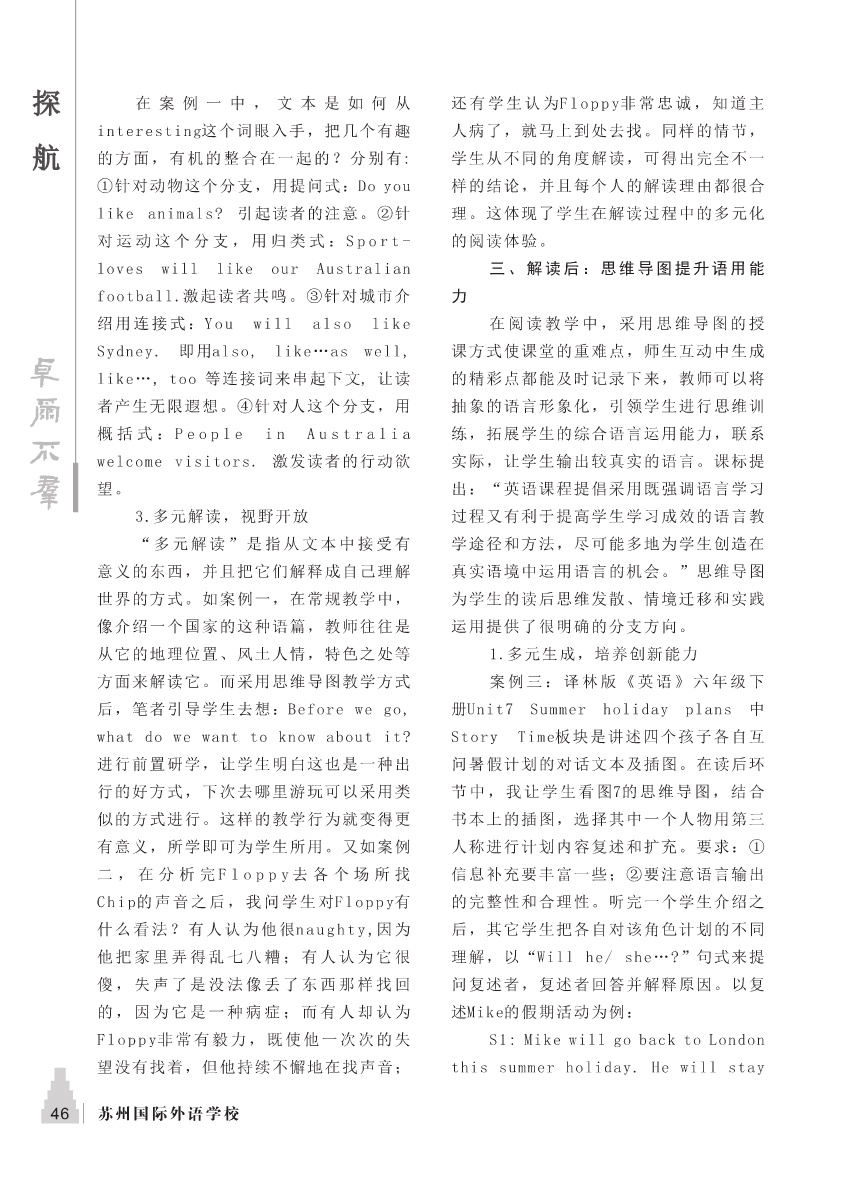 探
航
卓尔不群
在案例一中，文本是如何从
interesting这个词眼入手，把几个有趣
的方面，有机的整合在一起的？分别有：
①针对动物这个分支，用提问式：Do you
like animals? 引起读者的注意。②针
对运动这个分支，用归类式：Sport-
loves will like our Australian
football.激起读者共鸣。③针对城市介
绍用连接式：You will also like
Sydney. 即用also, like…as well,
like…, too 等连接词来串起下文, 让读
者产生无限遐想。④针对人这个分支，用
概括式：People in Australia
welcome visitors. 激发读者的行动欲
望。
3.多元解读，视野开放
“多元解读”是指从文本中接受有
意义的东西，并且把它们解释成自己理解
世界的方式。如案例一，在常规教学中，
像介绍一个国家的这种语篇，教师往往是
从它的地理位置、风土人情，特色之处等
方面来解读它。而采用思维导图教学方式
后，笔者引导学生去想：Before we go,
what do we want to know about it?
进行前置研学，让学生明白这也是一种出
行的好方式，下次去哪里游玩可以采用类
似的方式进行。这样的教学行为就变得更
有意义，所学即可为学生所用。又如案例
二，在分析完Floppy去各个场所找
Chip的声音之后，我问学生对Floppy有
什么看法？有人认为他很naughty,因为
他把家里弄得乱七八糟；有人认为它很
傻，失声了是没法像丢了东西那样找回
的，因为它是一种病症；而有人却认为
Floppy非常有毅力，既使他一次次的失
望没有找着，但他持续不懈地在找声音；
还有学生认为Floppy非常忠诚，知道主
人病了，就马上到处去找。同样的情节，
学生从不同的角度解读，可得出完全不一
样的结论，并且每个人的解读理由都很合
理。这体现了学生在解读过程中的多元化
的阅读体验。
三、解读后：思维导图提升语用能
力
在阅读教学中，采用思维导图的授
课方式使课堂的重难点，师生互动中生成
的精彩点都能及时记录下来，教师可以将
抽象的语言形象化，引领学生进行思维训
练，拓展学生的综合语言运用能力，联系
实际，让学生输出较真实的语言。课标提
出：“英语课程提倡采用既强调语言学习
过程又有利于提高学生学习成效的语言教
学途径和方法，尽可能多地为学生创造在
真实语境中运用语言的机会。”思维导图
为学生的读后思维发散、情境迁移和实践
运用提供了很明确的分支方向。
1.多元生成，培养创新能力
案例三：译林版《英语》六年级下
册Unit7 Summer holiday plans 中
Story Time板块是讲述四个孩子各自互
问暑假计划的对话文本及插图。在读后环
节中，我让学生看图7的思维导图，结合
书本上的插图，选择其中一个人物用第三
人称进行计划内容复述和扩充。要求：①
信息补充要丰富一些；②要注意语言输出
的完整性和合理性。听完一个学生介绍之
后，其它学生把各自对该角色计划的不同
理解，以“Will he/ she…?”句式来提
问复述者，复述者回答并解释原因。以复
述Mike的假期活动为例：
S1: Mike will go back to London
this summer holiday. He will stay
46 苏州国际外语学校